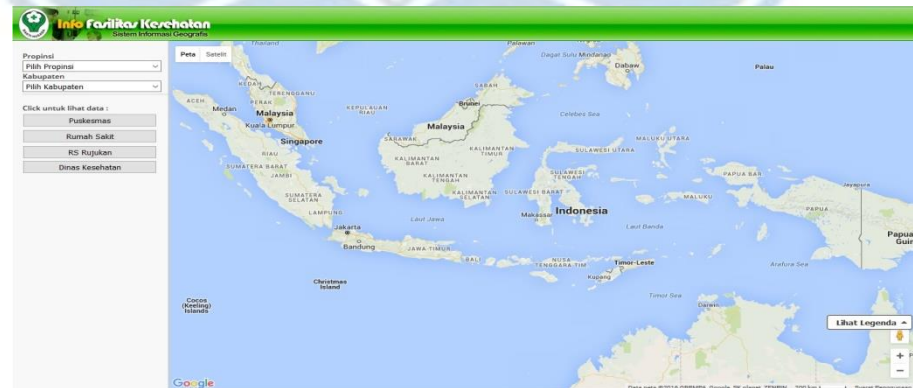 Info Fasilitas Kesehatan
Sistem Informasi Geografis
Propinsi
Pilih Propinsi
Kabupaten
Pilih Kabupaten
Click untuk lihat data :
Puskesmas
Rumah Sakit
RS Rujukan
Dinas Kesehatan
Peta Satelit
Thailand
Palawan
Dagat Sulu Mindanao
Dabaw
Palau
KEDAH
TERENGGANU
PERAK
ACEH
Medan
Malaysia
Kuala Lumpur
KEPULAUAN
RIAU
SABAH
Brunei
Malaysia
SARAWAK
Celebes Sea
Singapore
RIAU
SUMATERA BARAT
JAMBI
KALIMANTAN
BARAT
KALIMANTAN
TIMUR
KALIMANTAN
TENGAH
SULAWESI UTARA
MALUKU UTARA
SULAWESI
TENGAH
PAPUA BAR
SUMATERA
SELATAN
KALIMANTAN
SELATAN
SULAWESI BARAT
MALUKU
Jayapura
PAPUA
LAMPUNG
Laut Jawa
Makassar
Indonesia
Laut Banda
Papua
Guir
Jakarta
Bandung
JAWA TIMUR
BALI
NUSA
TENGGARA TIM
Timor-Leste
Kupang
Arafura Sea
Christmas
Island
Cocos
(Keeling)
Islands
Timor Sea
Darwin
Lihat Legenda
Google